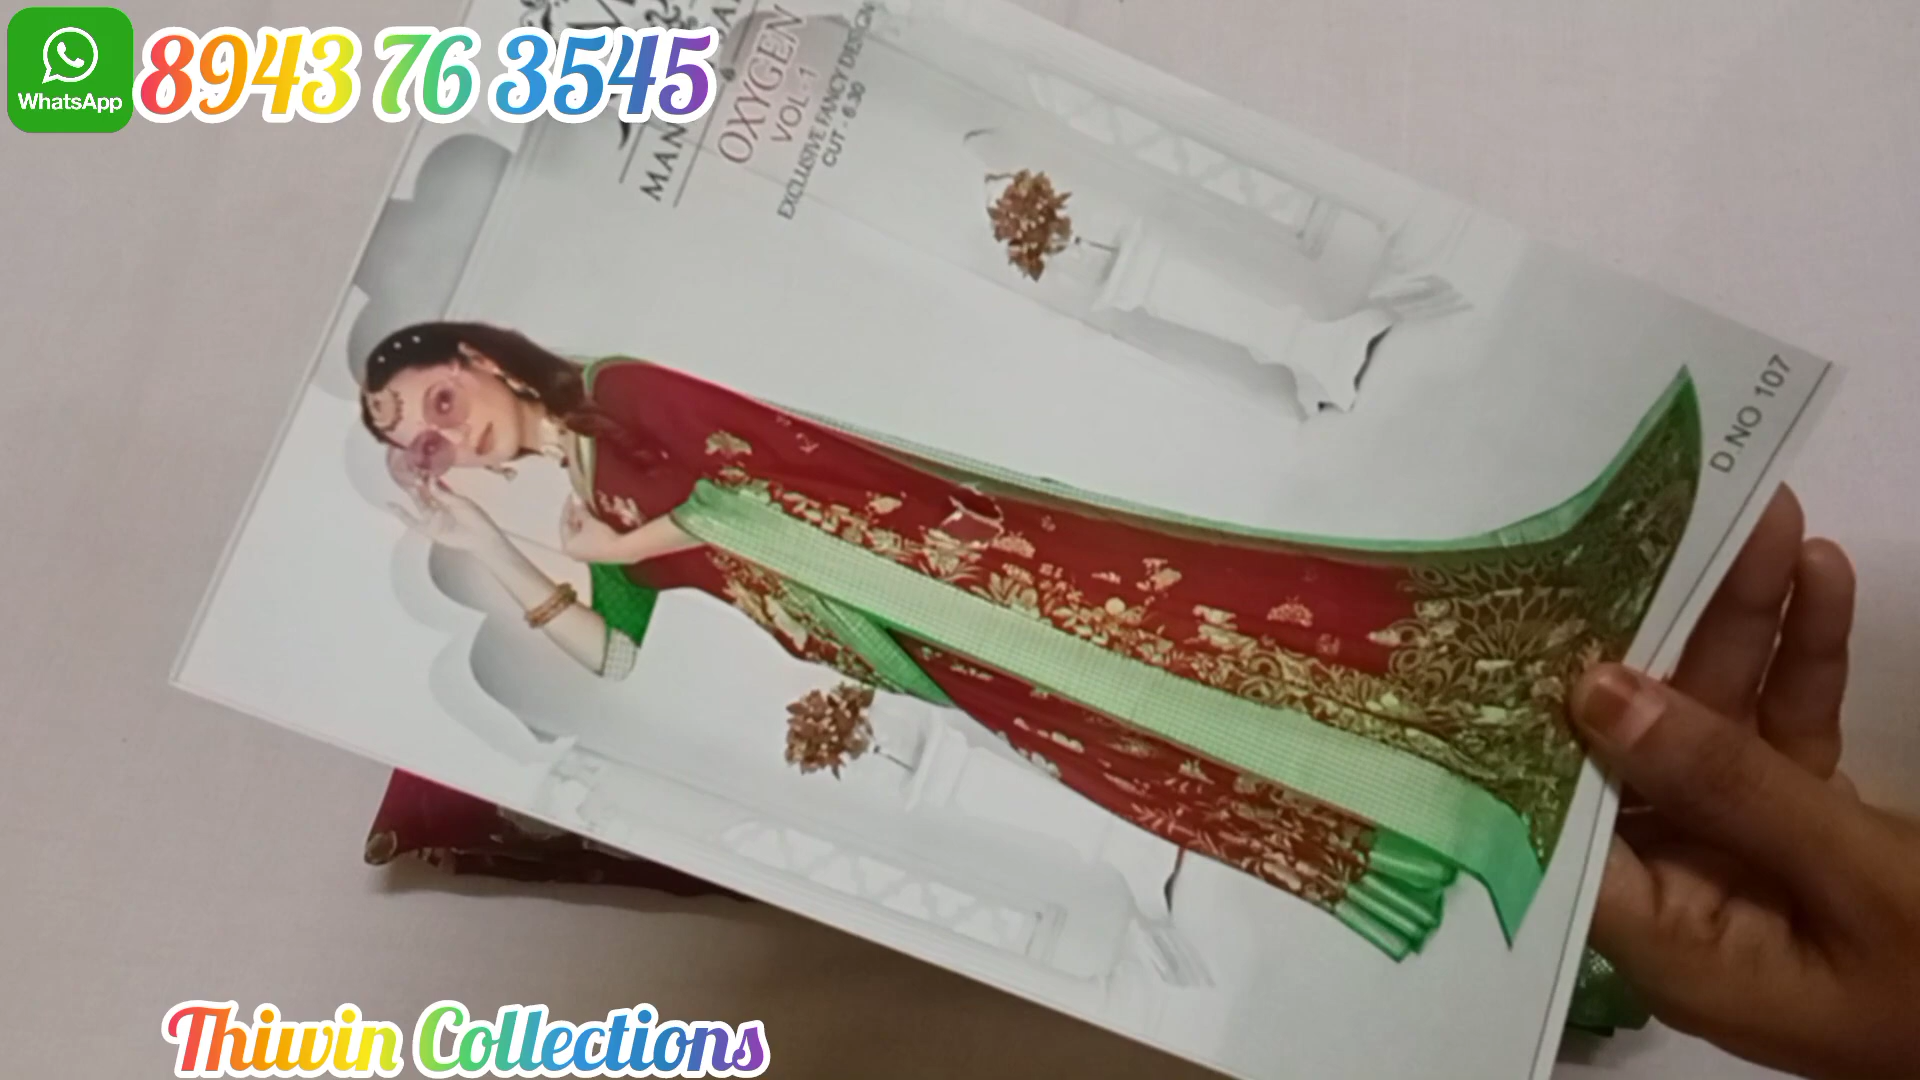 WhatsApp
8943 76 3545
OXYGEN
VOL - 1
EXCLUSIVE FANCY DESIGN
CUT - 6.30
D.NO 107
Thiwin Collections